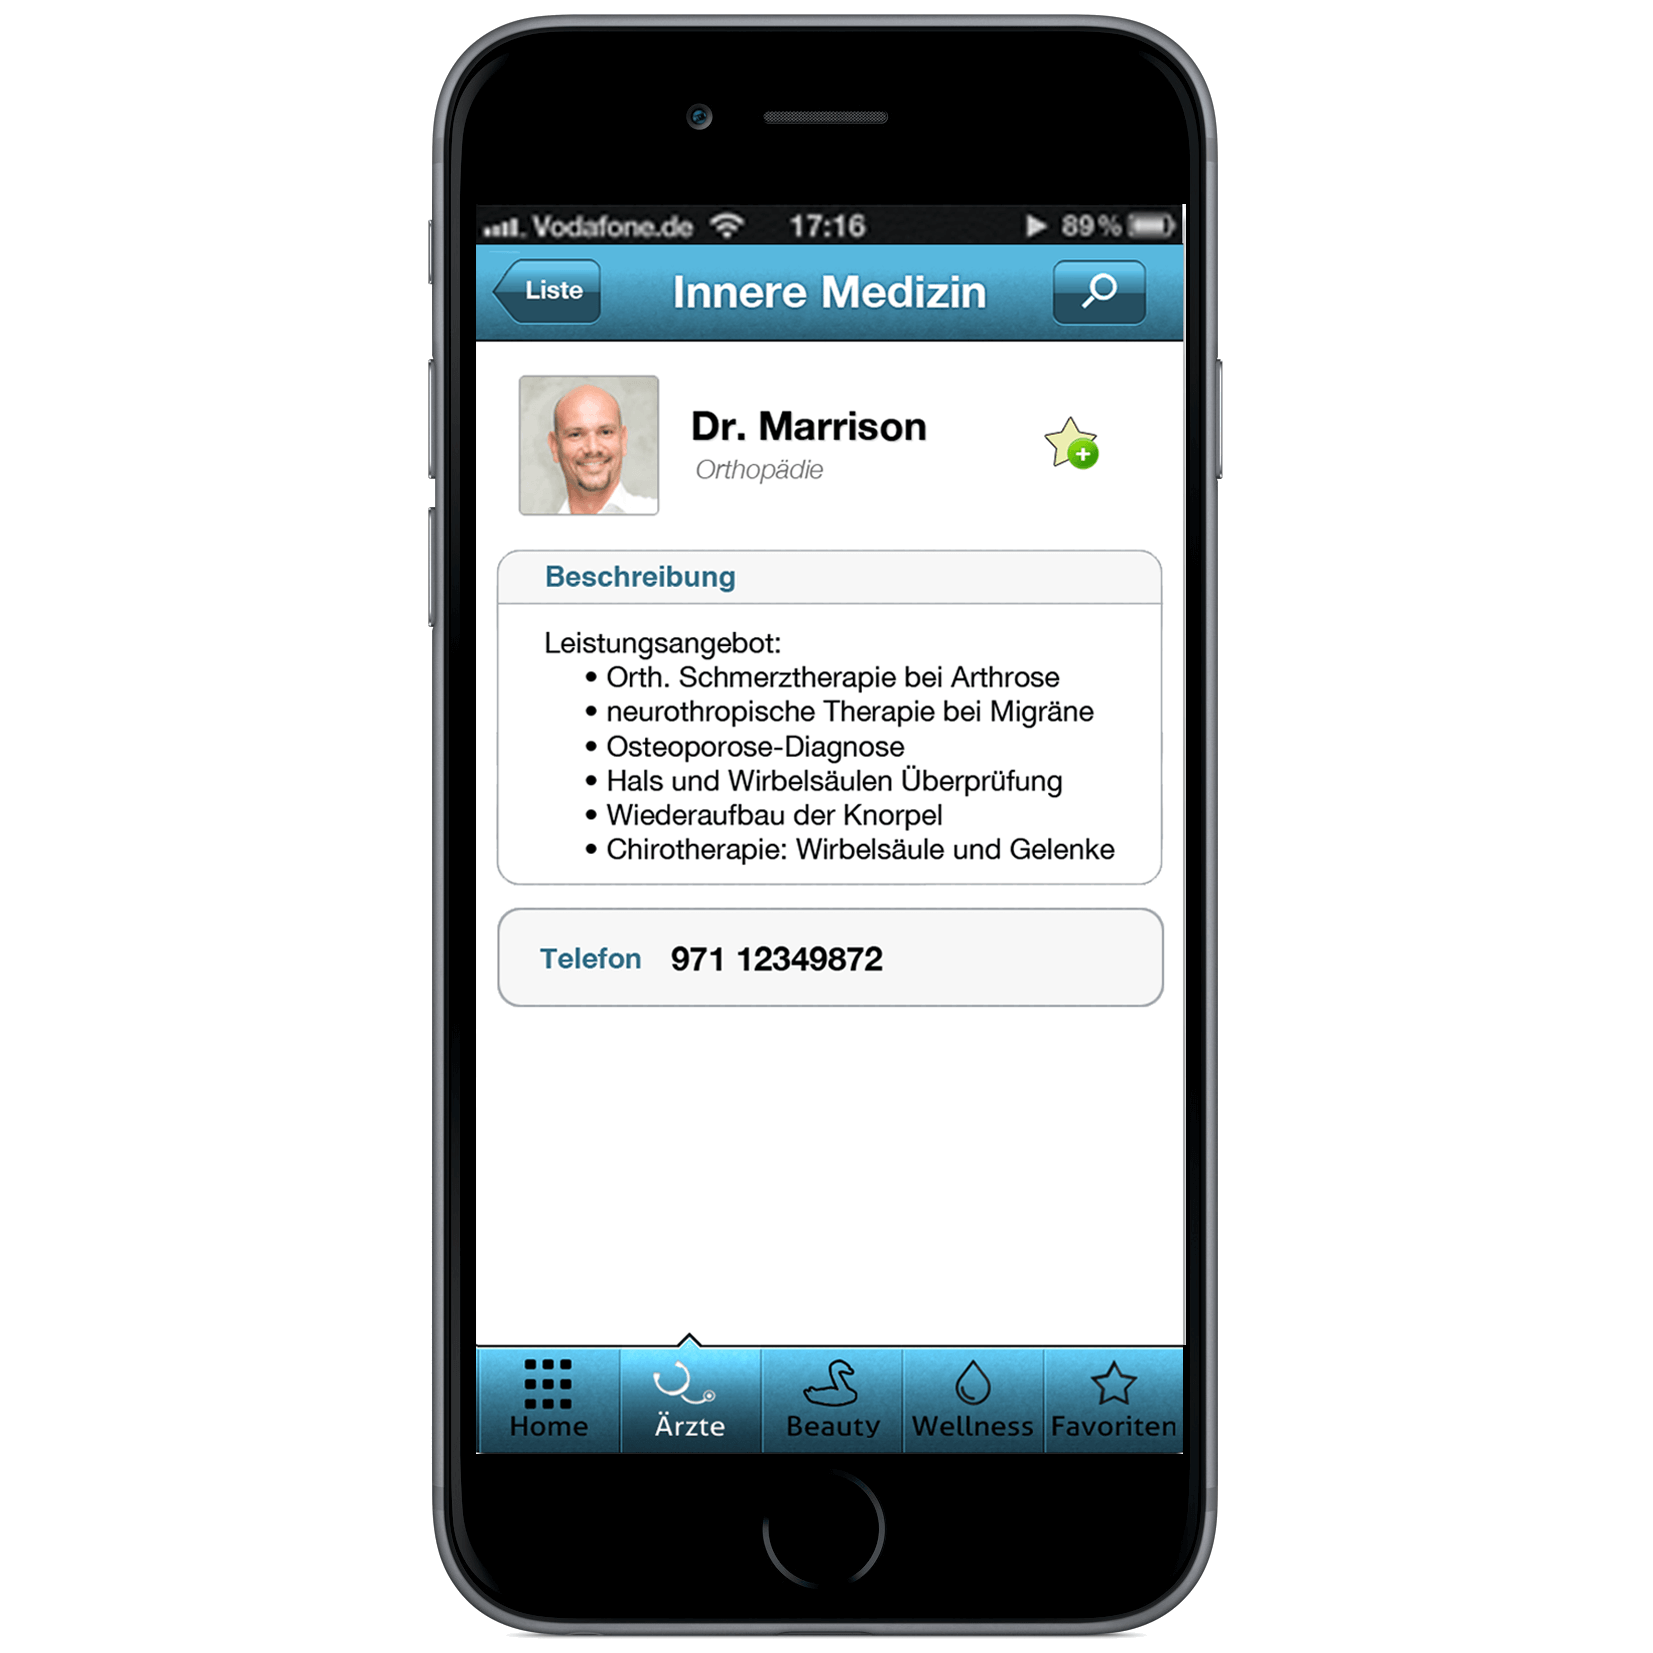 Vodafone.de 17:16 89%
Liste Innere Medizin
Dr. Marrison
Orthopädie
Beschreibung
Leistungsangebot:
• Orth. Schmerztherapie bei Arthrose
• neurothropische Therapie bei Migräne
• Osteoporose-Diagnose
• Hals und Wirbelsäulen Überprüfung
• Wiederaufbau der Knorpel
• Chirotherapie: Wirbelsäule und Gelenke
Telefon 971 12349872
Home Ärzte Beauty Wellness Favoriten